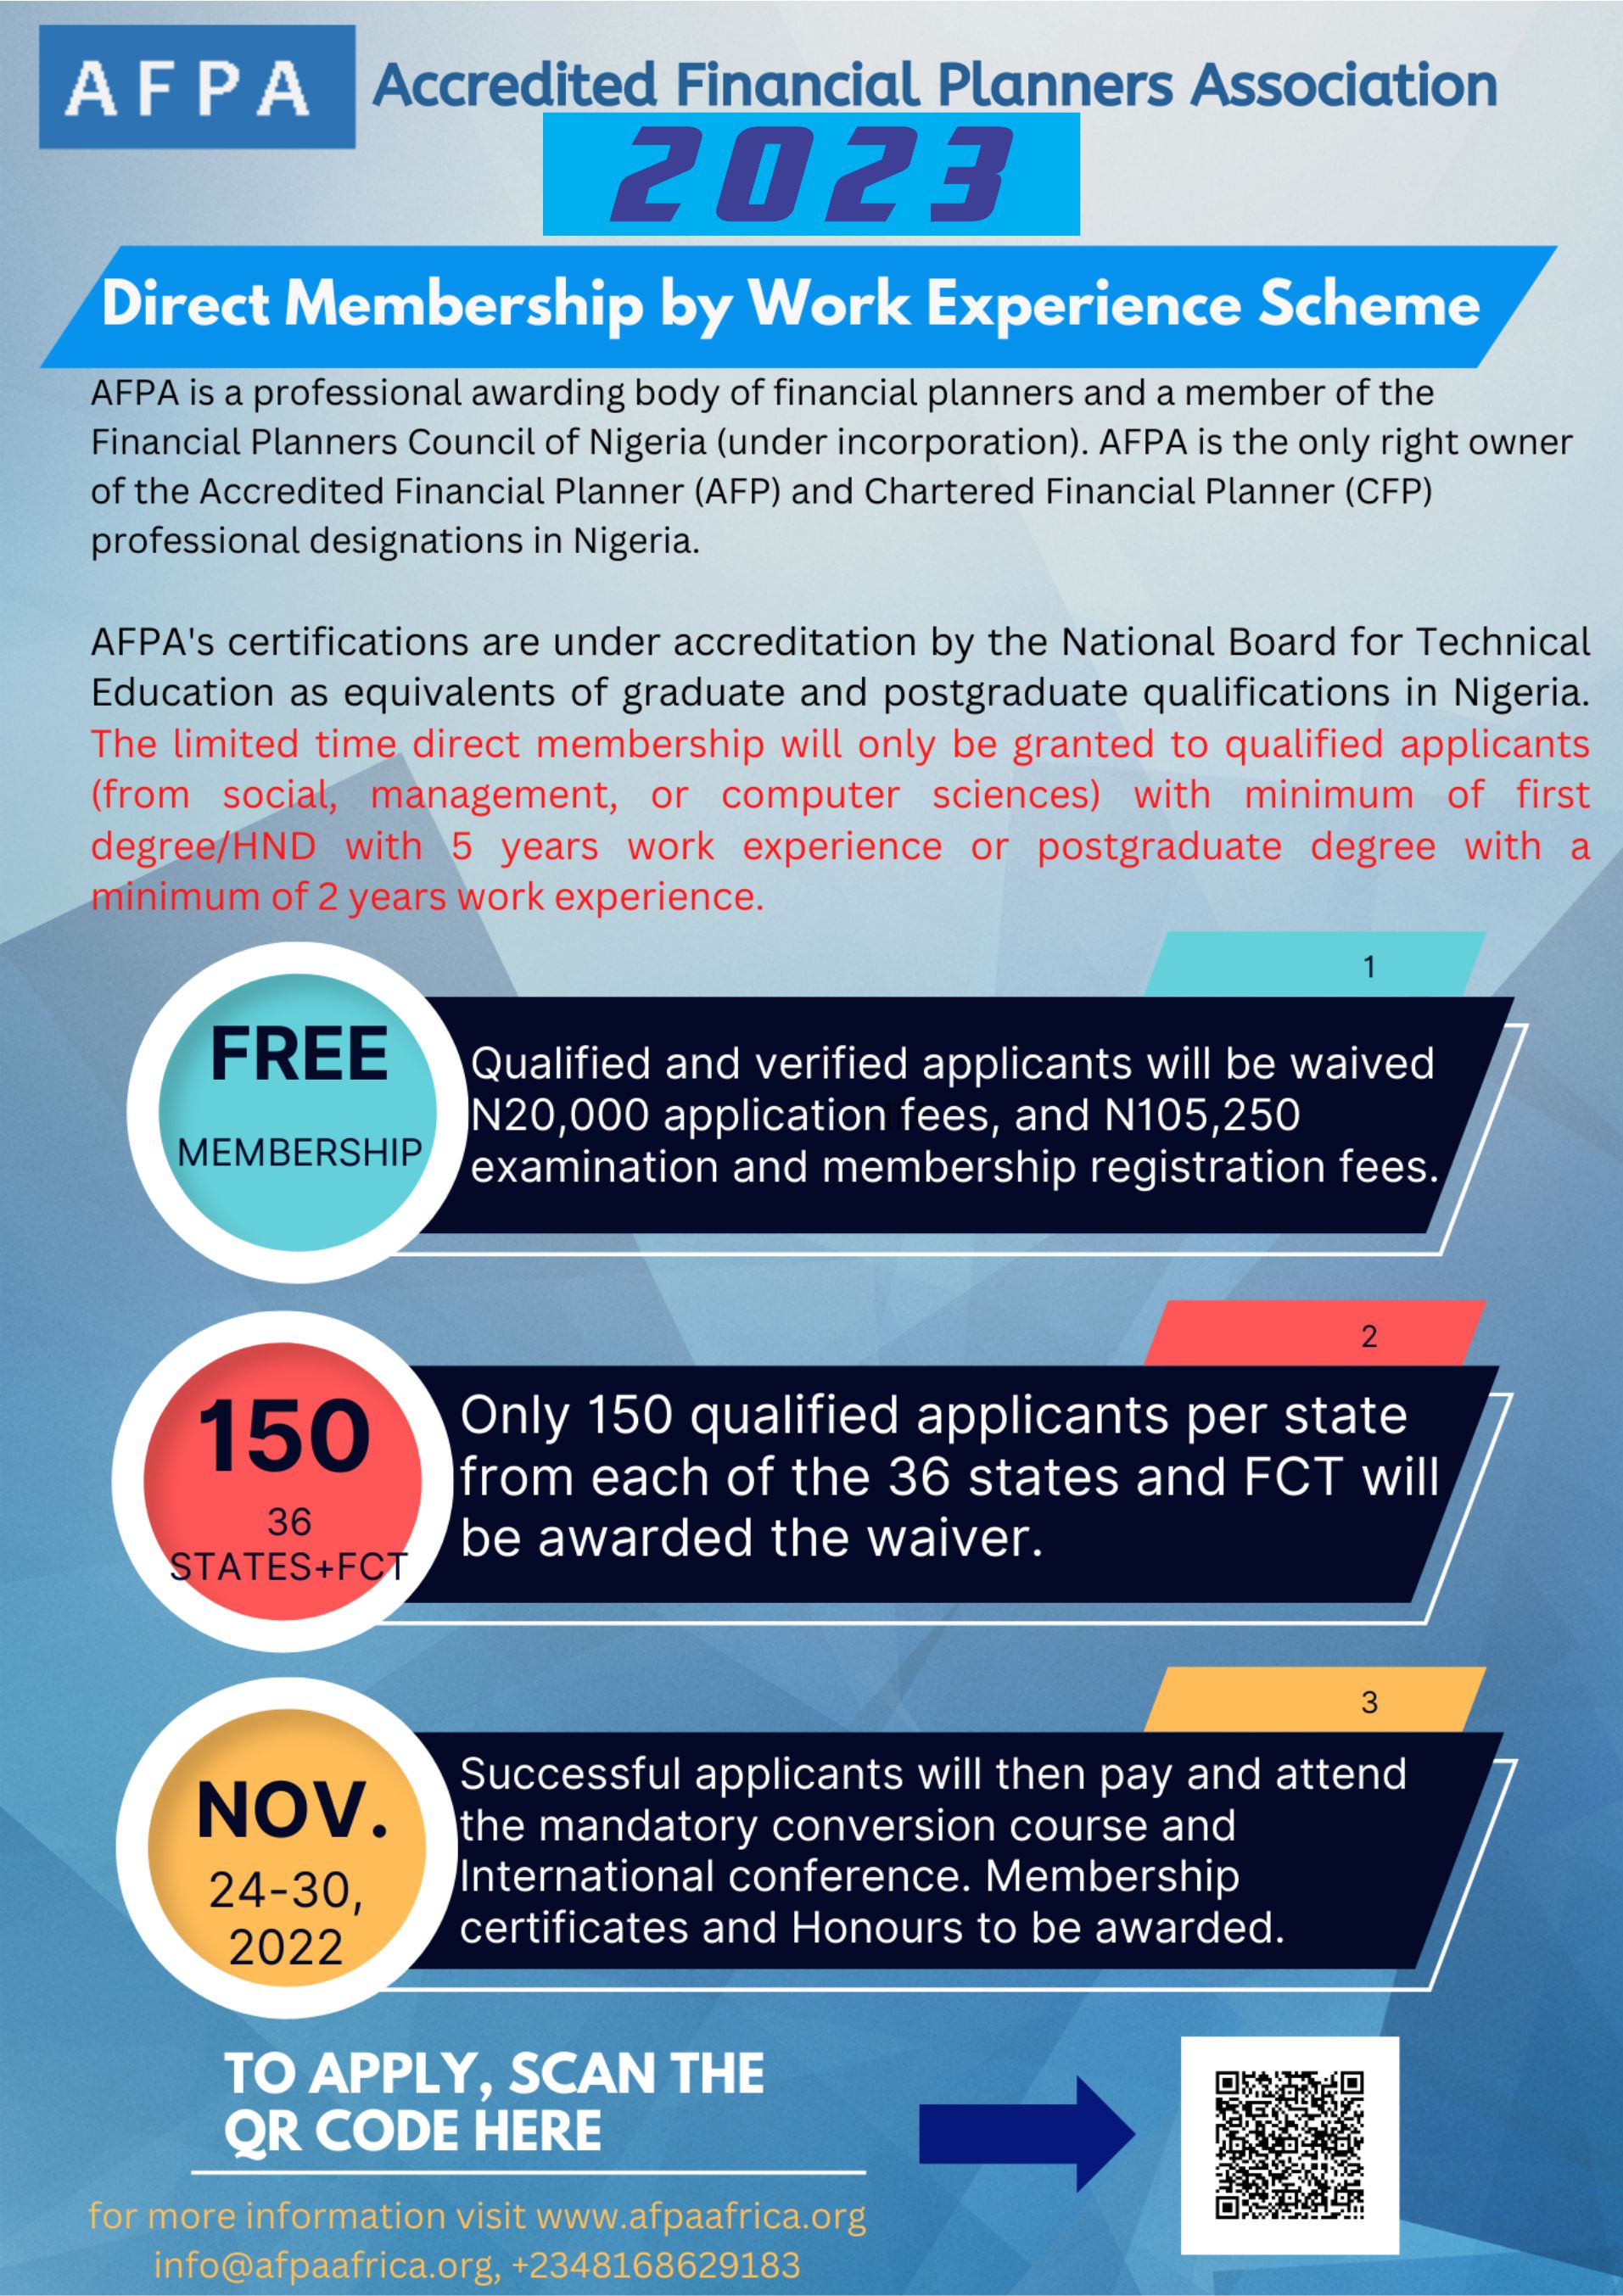 AFPA
Accredited Financial Planners Association
2023
Direct Membership by Work Experience Scheme
AFPA is a professional awarding body of financial planners and a member of the
Financial Planners Council of Nigeria (under incorporation). AFPA is the only right owner
of the Accredited Financial Planner (AFP) and Chartered Financial Planner (CFP)
professional designations in Nigeria.
AFPA's certifications are under accreditation by the National Board for Technical
Education as equivalents of graduate and postgraduate qualifications in Nigeria.
The limited time direct membership will only be granted to qualified applicants
(from social, management, or computer sciences) with minimum of first
degree/HND with 5 years work experience or postgraduate degree with a
minimum of 2 years work experience.
1
FREE
MEMBERSHIP
Qualified and verified applicants will be waived
N20,000 application fees, and N105,250
examination and membership registration fees.
2
150
36
STATES+FCT
Only 150 qualified applicants per state
from each of the 36 states and FCT will
be awarded the waiver.
3
NOV.
24-30,
2022
Successful applicants will then pay and attend
the mandatory conversion course and
International conference. Membership
certificates and Honours to be awarded.
TO APPLY, SCAN THE
QR CODE HERE
for more information visit www.afpaafrica.org
info@afpaafrica.org, +2348168629183